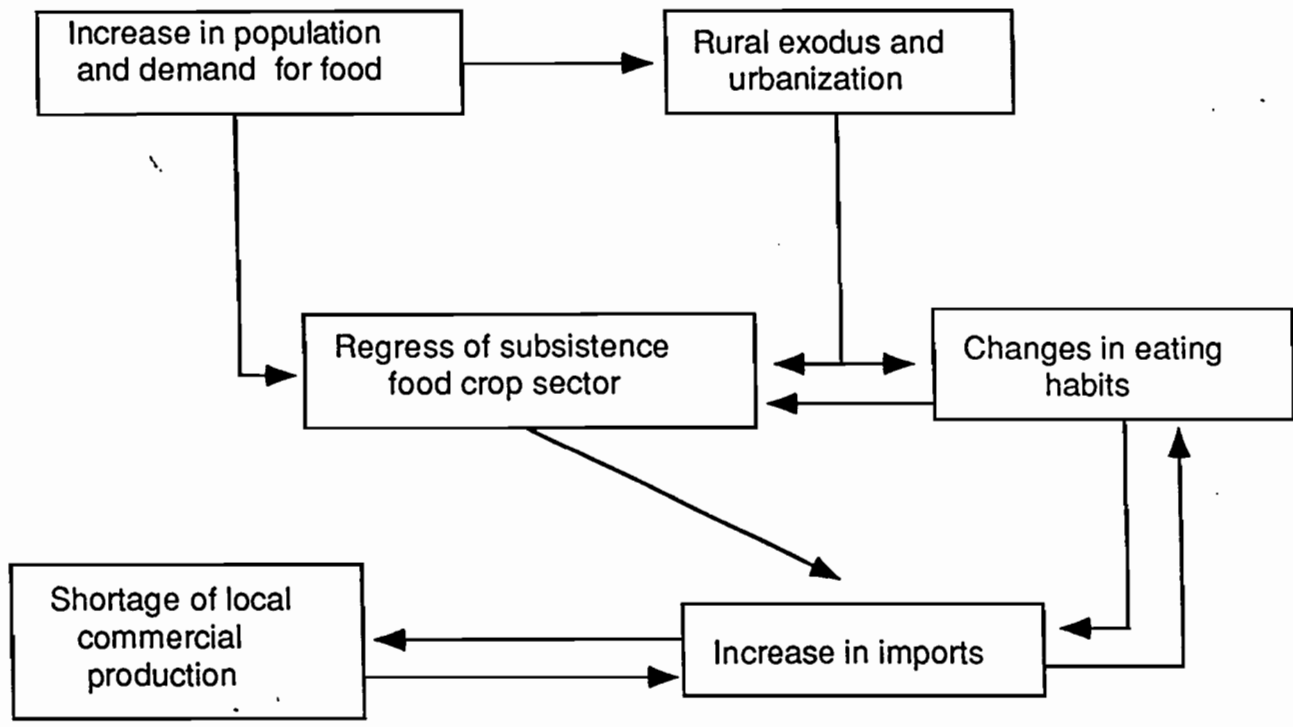 Increase in population
and demand for food
Rural exodus and
urbanization
Regress of subsistence
food crop sector
Changes in eating
habits
Shortage of local
commercial
production
Increase in imports